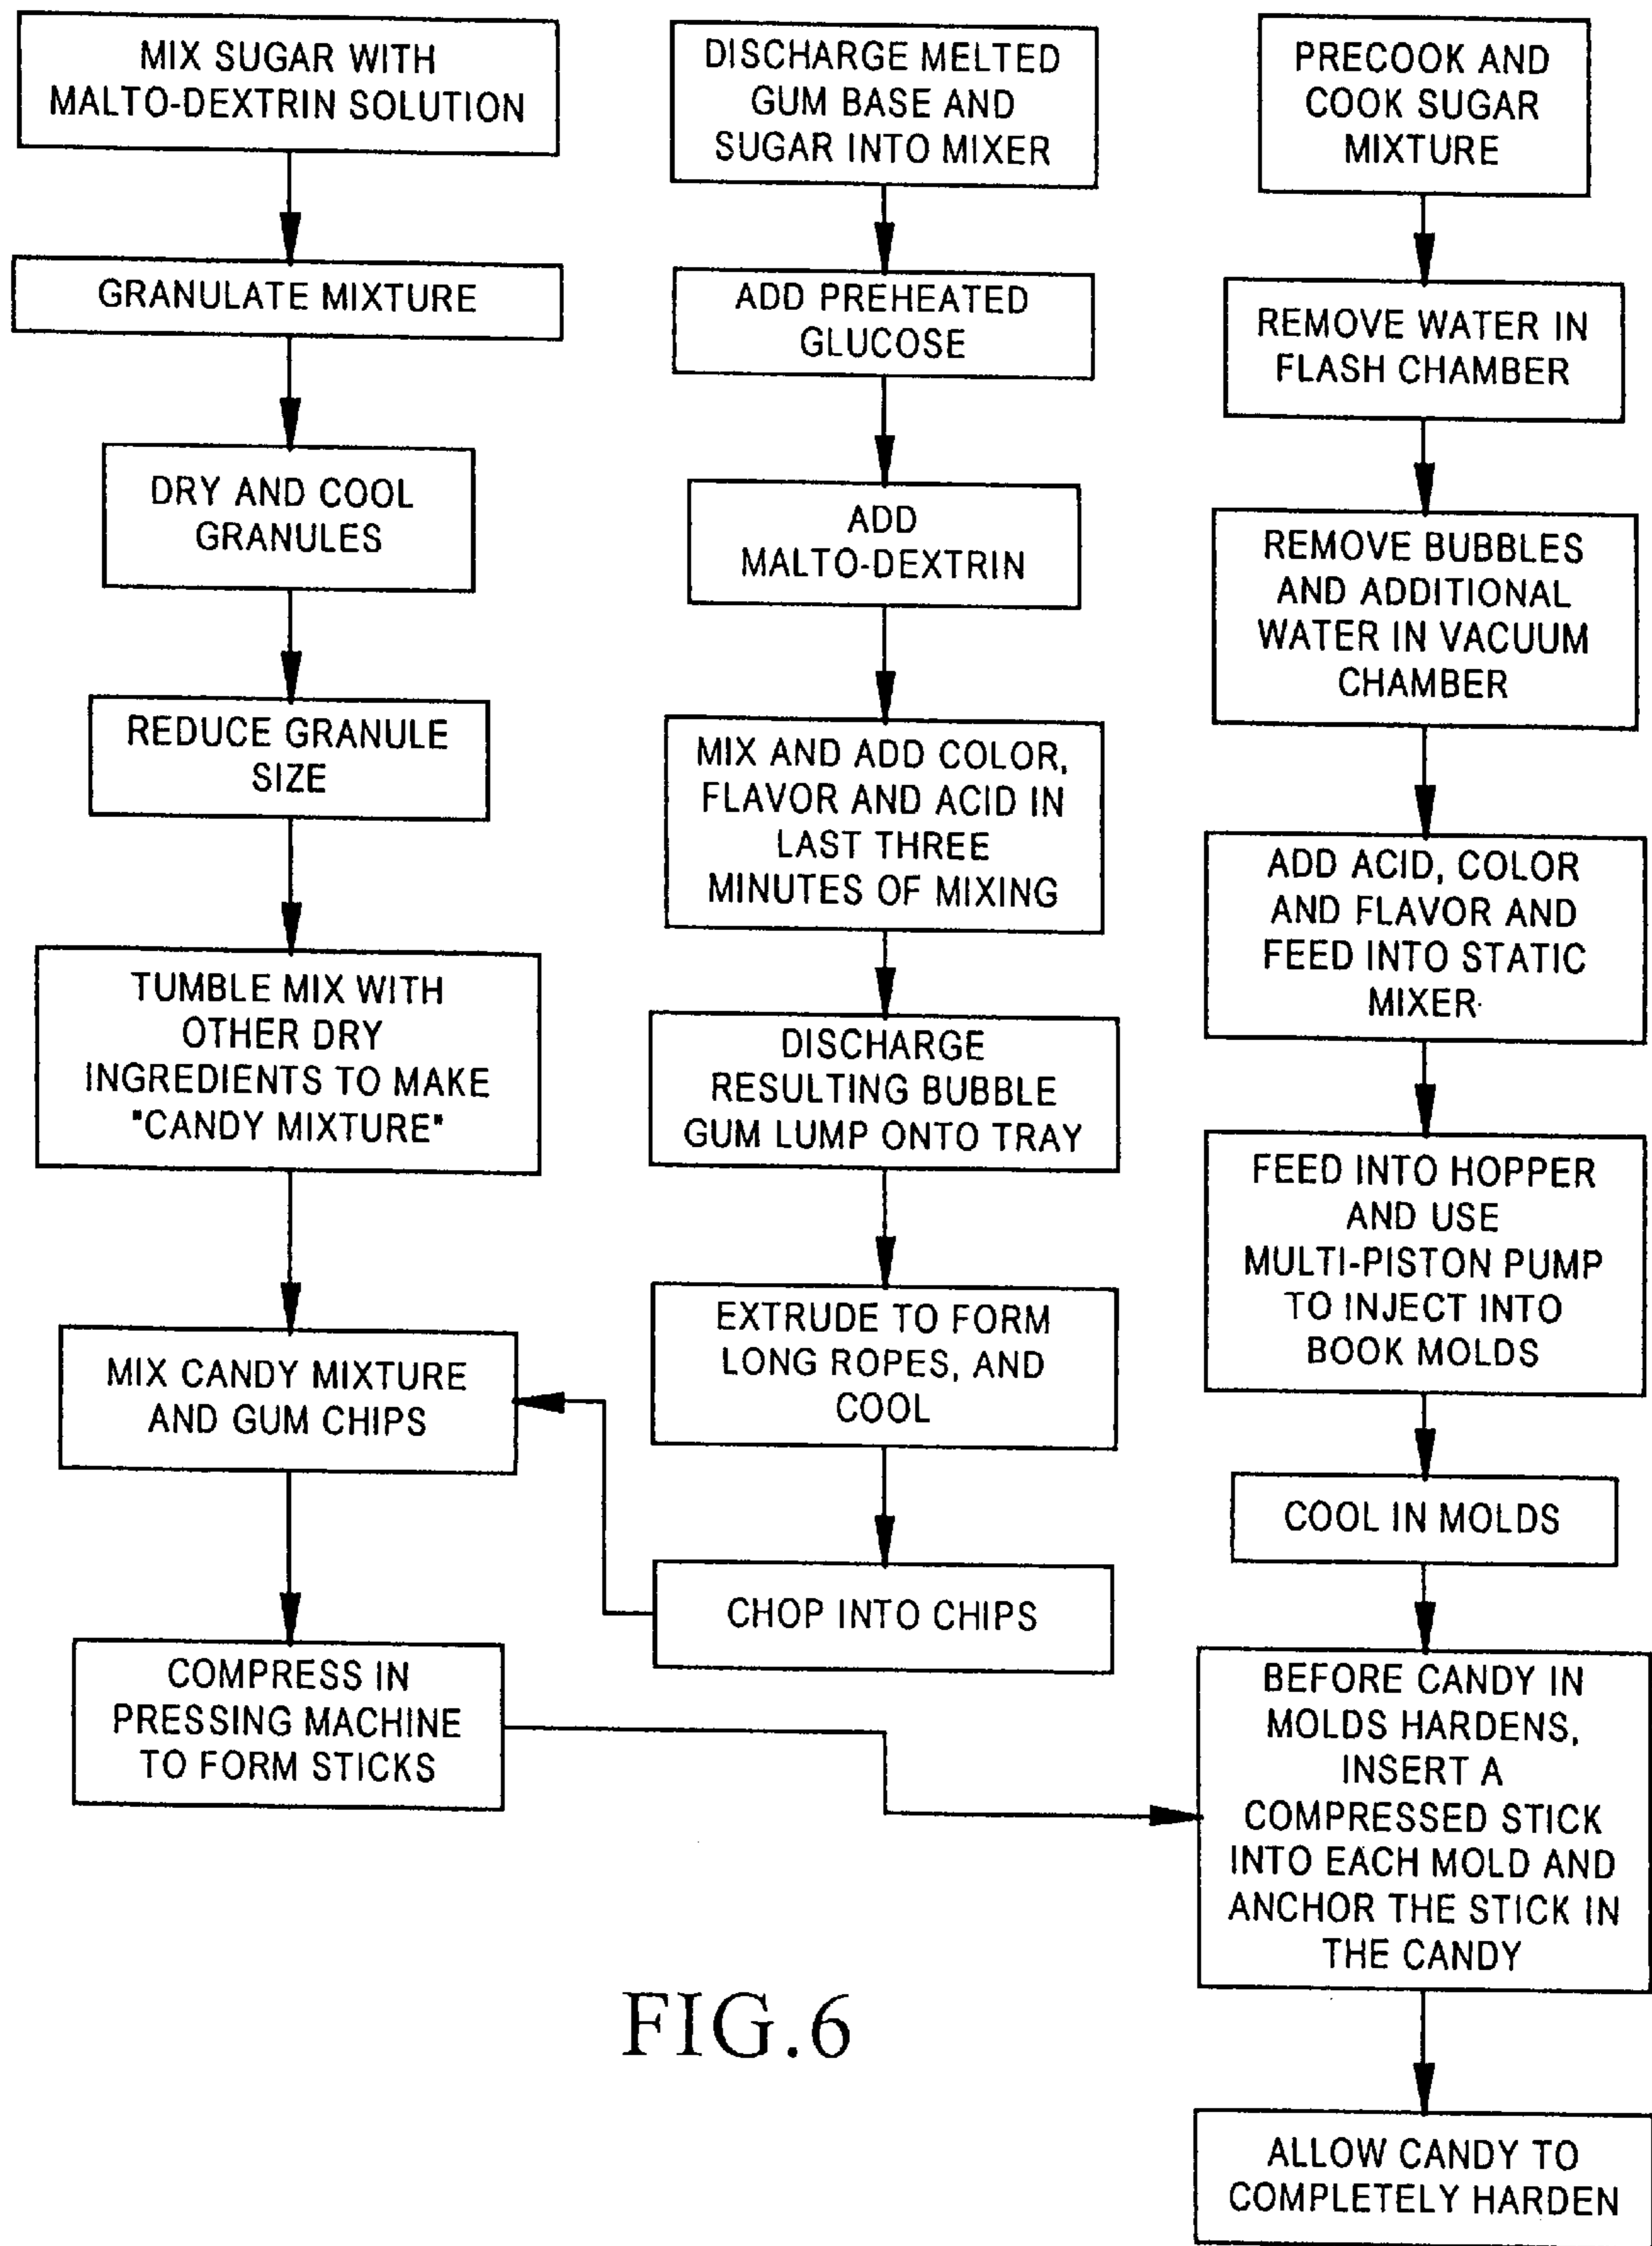 MIX SUGAR WITH
MALTO-DEXTRIN SOLUTION
GRANULATE MIXTURE
DRY AND COOL
GRANULES
REDUCE GRANULE
SIZE
TUMBLE MIX WITH
OTHER DRY
INGREDIENTS TO MAKE
"CANDY MIXTURE"
MIX CANDY MIXTURE
AND GUM CHIPS
COMPRESS IN
PRESSING MACHINE
TO FORM STICKS
DISCHARGE MELTED
GUM BASE AND
SUGAR INTO MIXER
ADD PREHEATED
GLUCOSE
ADD
MALTO-DEXTRIN
MIX AND ADD COLOR,
FLAVOR AND ACID IN
LAST THREE
MINUTES OF MIXING
DISCHARGE
RESULTING BUBBLE
GUM LUMP ONTO TRAY
EXTRUDE TO FORM
LONG ROPES, AND
COOL
CHOP INTO CHIPS
PRECOOK AND
COOK SUGAR
MIXTURE
REMOVE WATER IN
FLASH CHAMBER
REMOVE BUBBLES
AND ADDITIONAL
WATER IN VACUUM
CHAMBER
ADD ACID, COLOR
AND FLAVOR AND
FEED INTO STATIC
MIXER
FEED INTO HOPPER
AND USE
MULTI-PISTON PUMP
TO INJECT INTO
BOOK MOLDS
COOL IN MOLDS
BEFORE CANDY IN
MOLDS HARDENS,
INSERT A
COMPRESSED STICK
INTO EACH MOLD AND
ANCHOR THE STICK IN
THE CANDY
ALLOW CANDY TO
COMPLETELY HARDEN
FIG.6